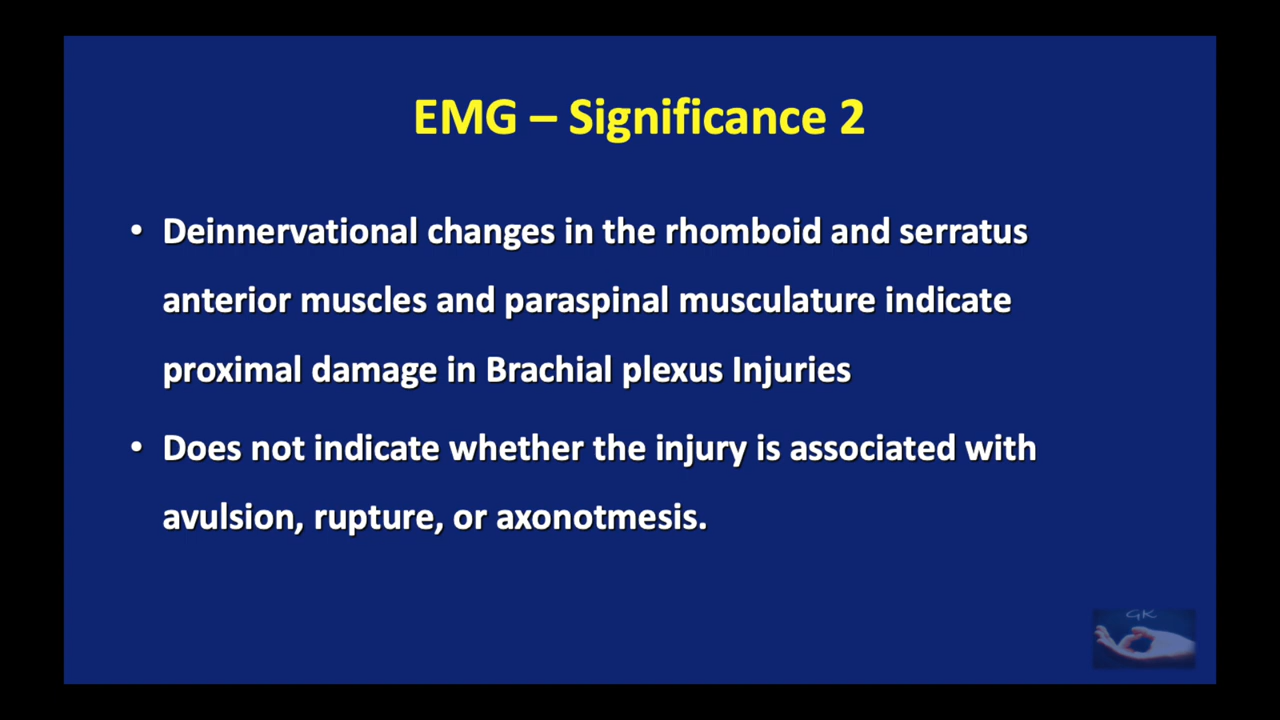 EMG – Significance 2
• Deinnervational changes in the rhomboid and serratus
anterior muscles and paraspinal musculature indicate
proximal damage in Brachial plexus Injuries
• Does not indicate whether the injury is associated with
avulsion, rupture, or axonotmesis.
GK